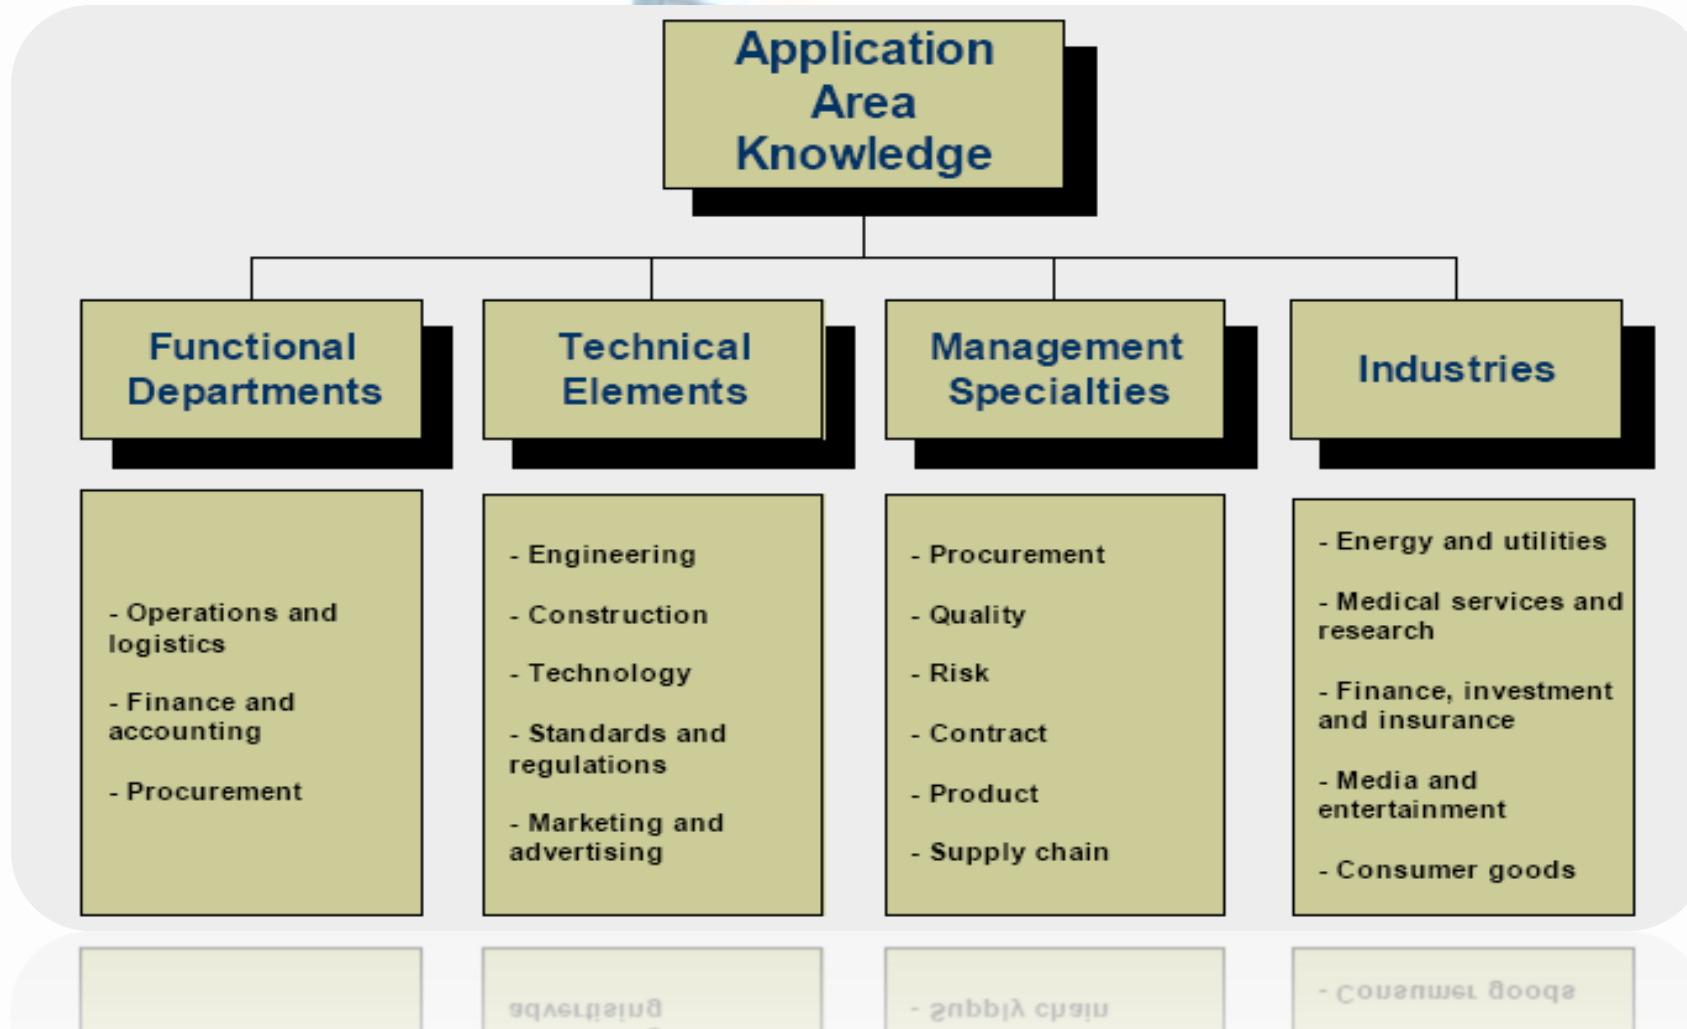 Application
Area
Knowledge
Functional
Departments
Technical
Elements
Management
Specialties
Industries
- Operations and
logistics
- Finance and
accounting
- Procurement
- Engineering
- Construction
- Technology
- Standards and
regulations
- Marketing and
advertising
- Procurement
- Quality
- Risk
- Contract
- Product
- Supply chain
- Energy and utilities
- Medical services and
research
- Finance, investment
and insurance
- Media and
entertainment
- Consumer goods